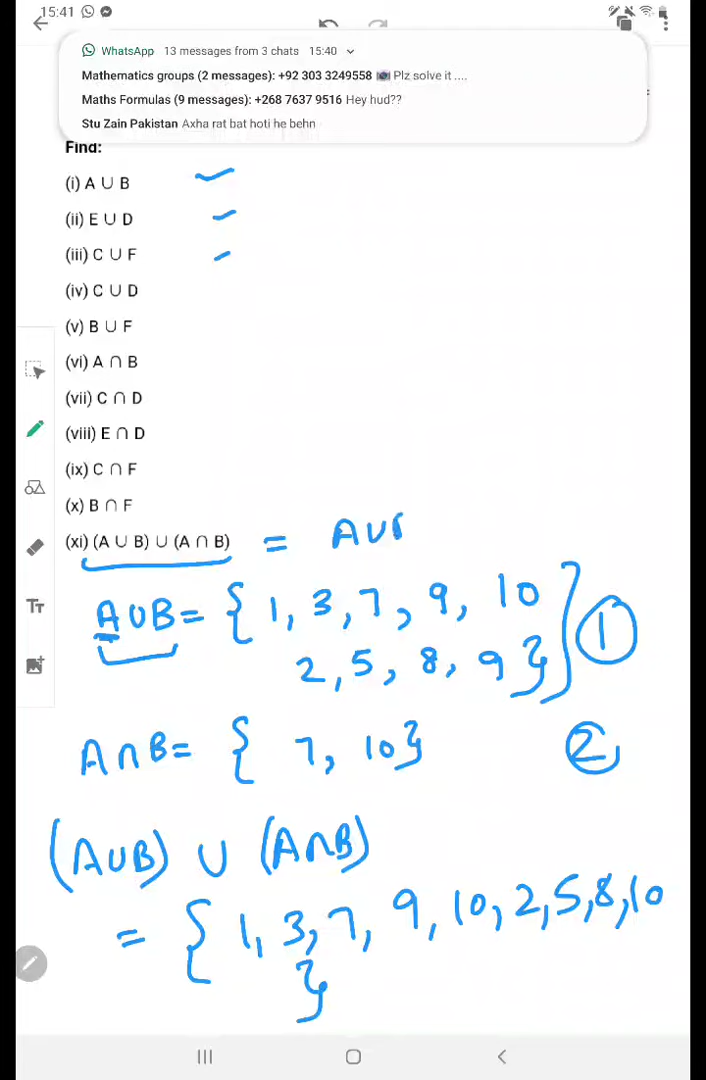 15:41
WhatsApp 13 messages from 3 chats 15:40
Mathematics groups (2 messages): +92 303 3249558 📷 Plz solve it ....
Maths Formulas (9 messages): +268 7637 9516 Hey hud??
Stu Zain Pakistan Axha rat bat hoti he behn
Find:
(i) A ∪ B
(ii) E ∪ D
(iii) C ∪ F
(iv) C ∪ D
(v) B ∪ F
(vi) A ∩ B
(vii) C ∩ D
(viii) E ∩ D
(ix) C ∩ F
(x) B ∩ F
(xi) (A ∪ B) ∪ (A ∩ B) = A∪B
A∪B= { 1, 3, 7, 9, 10
2, 5, 8, 9} 1
A∩B= { 7, 10} 2
(A∪B) ∪ (A∩B)
= { 1, 3, 7, 9, 10, 2, 5, 8, 10
}
Tт